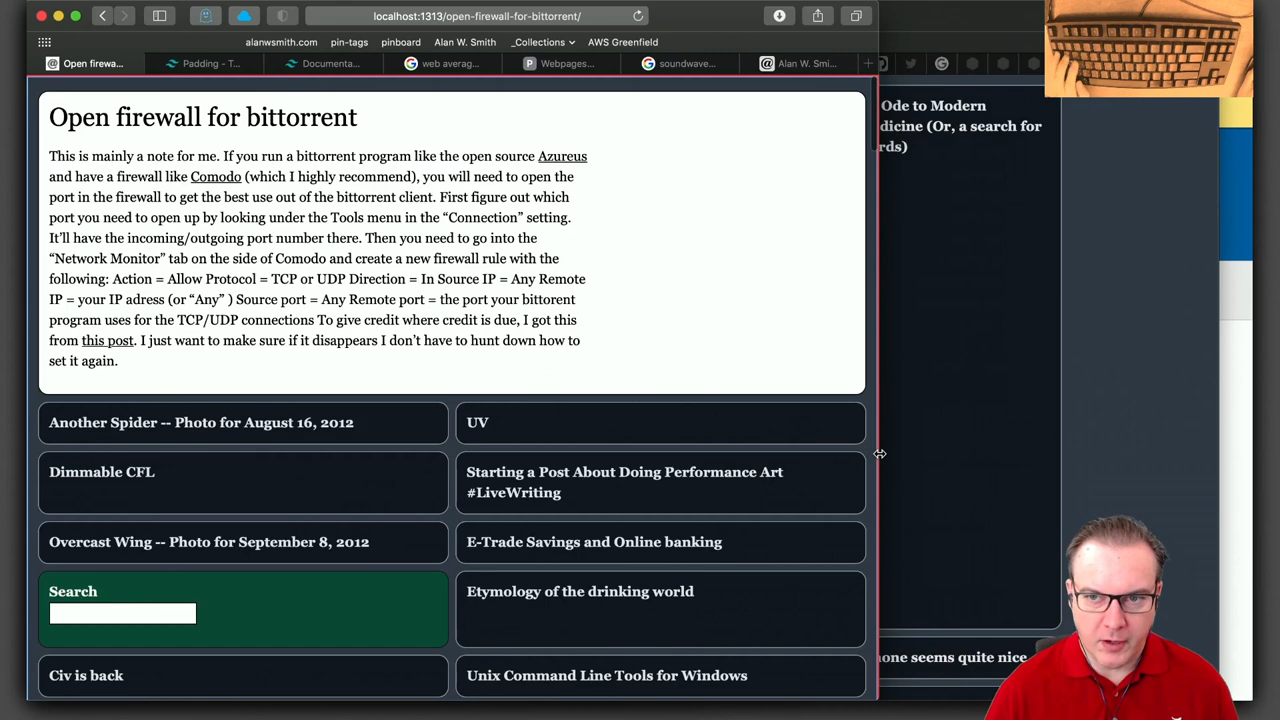 localhost:1313/open-firewall-for-bittorrent/
alanwsmith.com pin-tags pinboard Alan W. Smith _Collections AWS Greenfield
Open firewa... Padding - T... Documenta... web averag... Webpages... soundwave... Alan W. Smi...
Open firewall for bittorrent
This is mainly a note for me. If you run a bittorrent program like the open source Azureus
and have a firewall like Comodo (which I highly recommend), you will need to open the
port in the firewall to get the best use out of the bittorrent client. First figure out which
port you need to open up by looking under the Tools menu in the “Connection” setting.
It’ll have the incoming/outgoing port number there. Then you need to go into the
“Network Monitor” tab on the side of Comodo and create a new firewall rule with the
following: Action = Allow Protocol = TCP or UDP Direction = In Source IP = Any Remote
IP = your IP adress (or “Any” ) Source port = Any Remote port = the port your bittorent
program uses for the TCP/UDP connections To give credit where credit is due, I got this
from this post. I just want to make sure if it disappears I don’t have to hunt down how to
set it again.
Another Spider -- Photo for August 16, 2012
UV
Dimmable CFL
Starting a Post About Doing Performance Art
#LiveWriting
Overcast Wing -- Photo for September 8, 2012
E-Trade Savings and Online banking
Search
Etymology of the drinking world
Civ is back
Unix Command Line Tools for Windows
Ode to Modern
dicine (Or, a search for
rds)
one seems quite nice